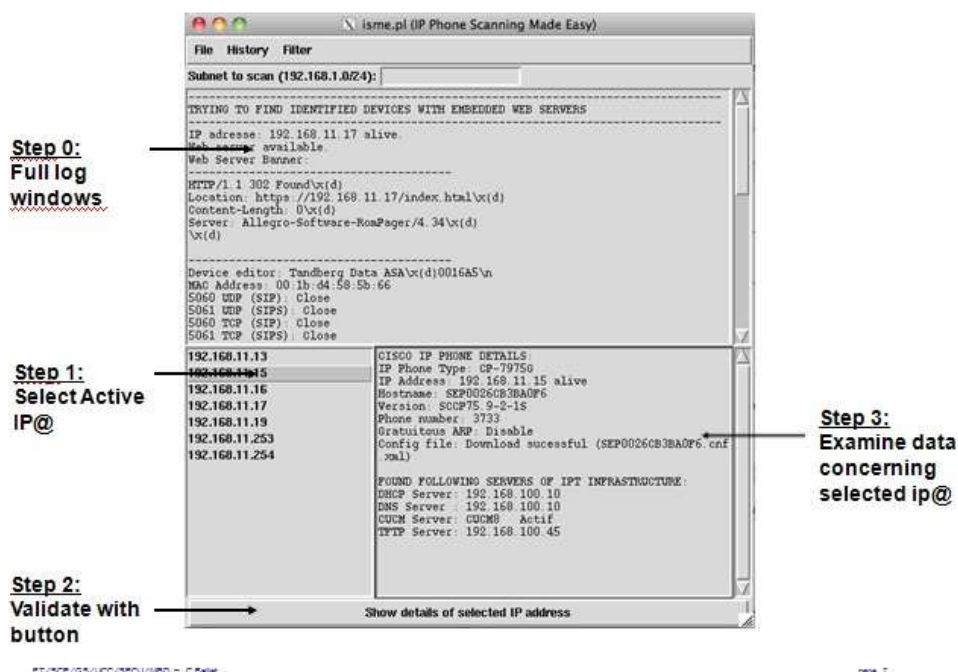 isme.pl (IP Phone Scanning Made Easy)
File History Filter
Subnet to scan (192.168.1.0/24):
TRYING TO FIND IDENTIFIED DEVICES WITH EMBEDDED WEB SERVERS
IP adresse: 192.168.11.17 alive.
Web server available.
Web Server Banner:
HTTP/1.1 302 Found\x(d)
Location: https://192.168.11.17/index.html\x(d)
Content-Length: 0\x(d)
Server: Allegro-Software-RomPager/4.34\x(d)
\x(d)
Device editor: Tandberg Data ASA\x(d)0016A5\n
MAC Address: 00:1b:d4:58:5b:66
5060 UDP (SIP): Close
5061 UDP (SIPS): Close
5060 TCP (SIP): Close
5061 TCP (SIPS): Close
192.168.11.13
192.168.11.15
192.168.11.16
192.168.11.17
192.168.11.19
192.168.11.253
192.168.11.254
CISCO IP PHONE DETAILS:
IP Phone Type: CP-7975G
IP Address: 192.168.11.15 alive
Hostname: SEP0026CB3BA0F6
Version: SCCP75.9-2-1S
Phone number: 3733
Gratuitous ARP: Disable
Config file: Download sucessful (SEP0026CB3BA0F6.cnf
.xml)
FOUND FOLLOWING SERVERS OF IPT INFRASTRUCTURE:
DHCP Server: 192.168.100.10
DNS Server : 192.168.100.10
CUCM Server: CUCM8 Actif
TFTP Server: 192.168.100.45
Show details of selected IP address
Step 0:
Full log
windows
Step 1:
Select Active
IP@
Step 2:
Validate with
button
Step 3:
Examine data
concerning
selected ip@
page 7